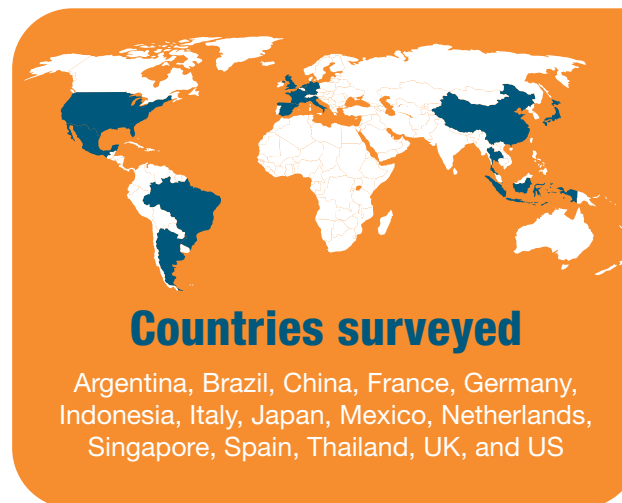 Countries surveyed
Argentina, Brazil, China, France, Germany,
Indonesia, Italy, Japan, Mexico, Netherlands,
Singapore, Spain, Thailand, UK, and US